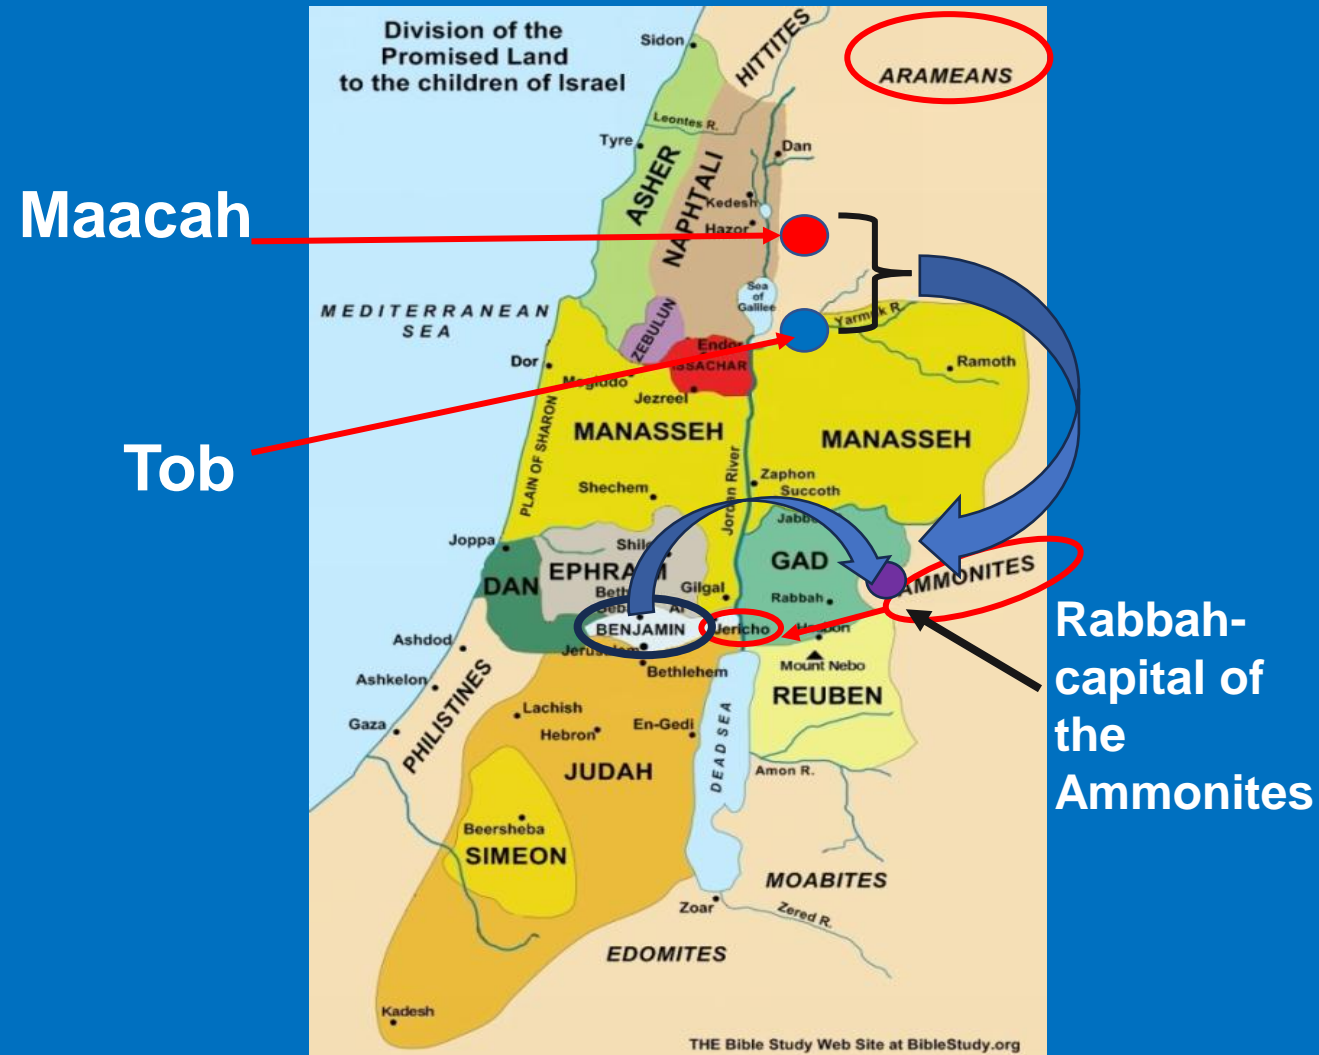 Division of the
Promised Land
to the children of Israel
Sidon
HITTITES
ARAMEANS
Leontes R.
Tyre
Dan
ASHER
NAPHTALI
Kedesh
Maacah
Hazor
Sea
of
Galilee
MEDITERRANEAN
SEA
ZEBULUN
Yarmuk R.
Endor
Dor
ISSACHAR
Ramoth
Megiddo
Jezreel
PLAIN OF SHARON
MANASSEH
MANASSEH
Tob
Jordan River
Zaphon
Shechem
Succoth
Joppa
GAD
AMMONITES
EPHRAIM
DAN
Gilgal
Rabbah
Ai
BENJAMIN
Jericho
Ashdod
Jerusalem
Mount Nebo
Bethlehem
Ashkelon
REUBEN
Rabbah-
capital of
the
Ammonites
PHILISTINES
Lachish
Gaza
En-Gedi
Hebron
DEAD SEA
JUDAH
Amon R.
Beersheba
SIMEON
MOABITES
Zoar
Zered R.
EDOMITES
Kadesh
THE Bible Study Web Site at BibleStudy.org